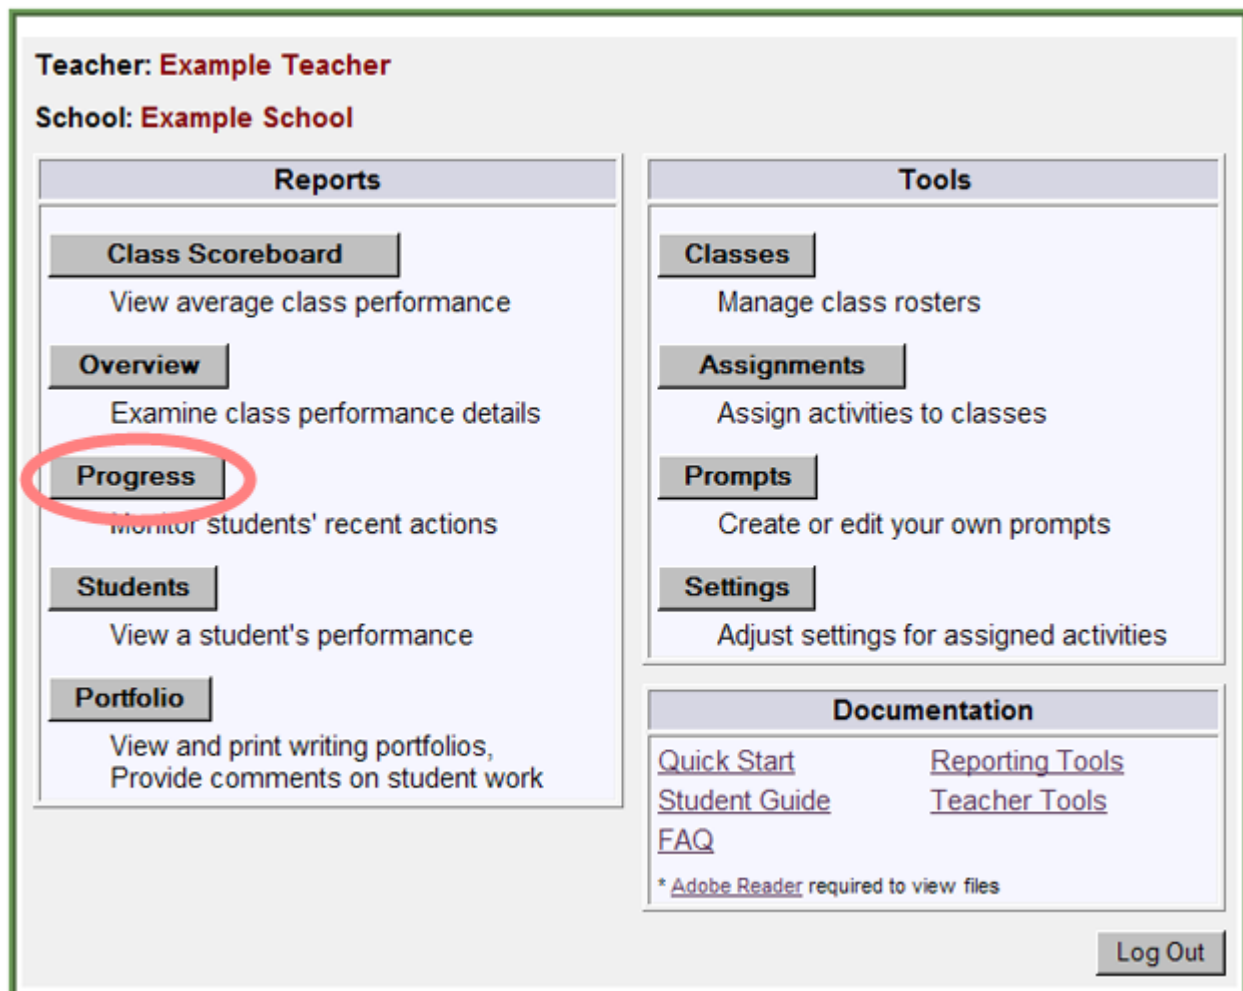 Teacher: Example Teacher
School: Example School
Reports
Class Scoreboard
View average class performance
Overview
Examine class performance details
Progress
Monitor students' recent actions
Students
View a student's performance
Portfolio
View and print writing portfolios,
Provide comments on student work
Tools
Classes
Manage class rosters
Assignments
Assign activities to classes
Prompts
Create or edit your own prompts
Settings
Adjust settings for assigned activities
Documentation
Quick Start Reporting Tools
Student Guide Teacher Tools
FAQ
* Adobe Reader required to view files
Log Out